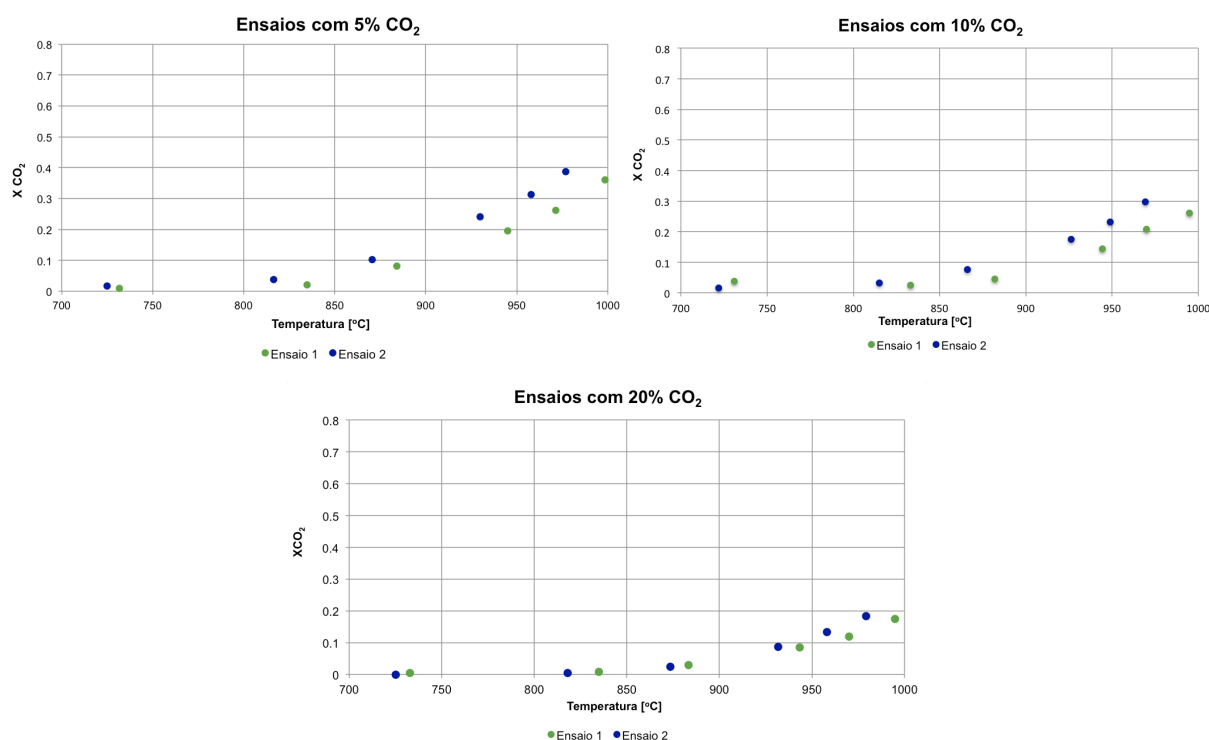 Ensaios com 5% CO₂
0.8
0.7
0.6
0.5
0.4
0.3
0.2
0.1
0
X CO₂
700 750 800 850 900 950 1000
Temperatura [ºC]
Ensaio 1 Ensaio 2
Ensaios com 10% CO₂
0.8
0.7
0.6
0.5
0.4
0.3
0.2
0.1
0
X CO₂
700 750 800 850 900 950 1000
Temperatura [ºC]
Ensaio 1 Ensaio 2
Ensaios com 20% CO₂
0.8
0.7
0.6
0.5
0.4
0.3
0.2
0.1
0
XCO₂
700 750 800 850 900 950 1000
Temperatura [ºC]
Ensaio 1 Ensaio 2